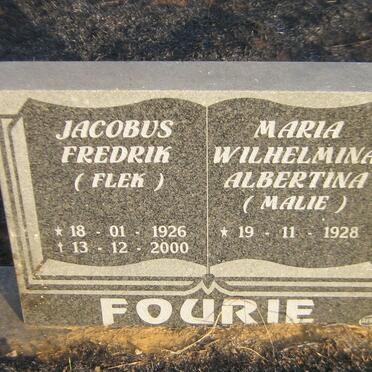 JACOBUS
FREDRIK
( FLEK )
★ 18 - 01 - 1926
† 13 - 12 - 2000
MARIA
WILHELMINA
ALBERTINA
( MALIE )
★ 19 - 11 - 1928
FOURIE